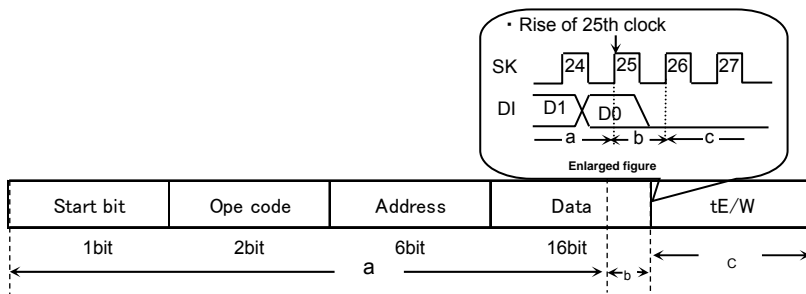 ・ Rise of 25th clock
SK 24 25 26 27
DI D1 D0
a b c
Enlarged figure
Start bit Ope code Address Data tE/W
1bit 2bit 6bit 16bit
a b C